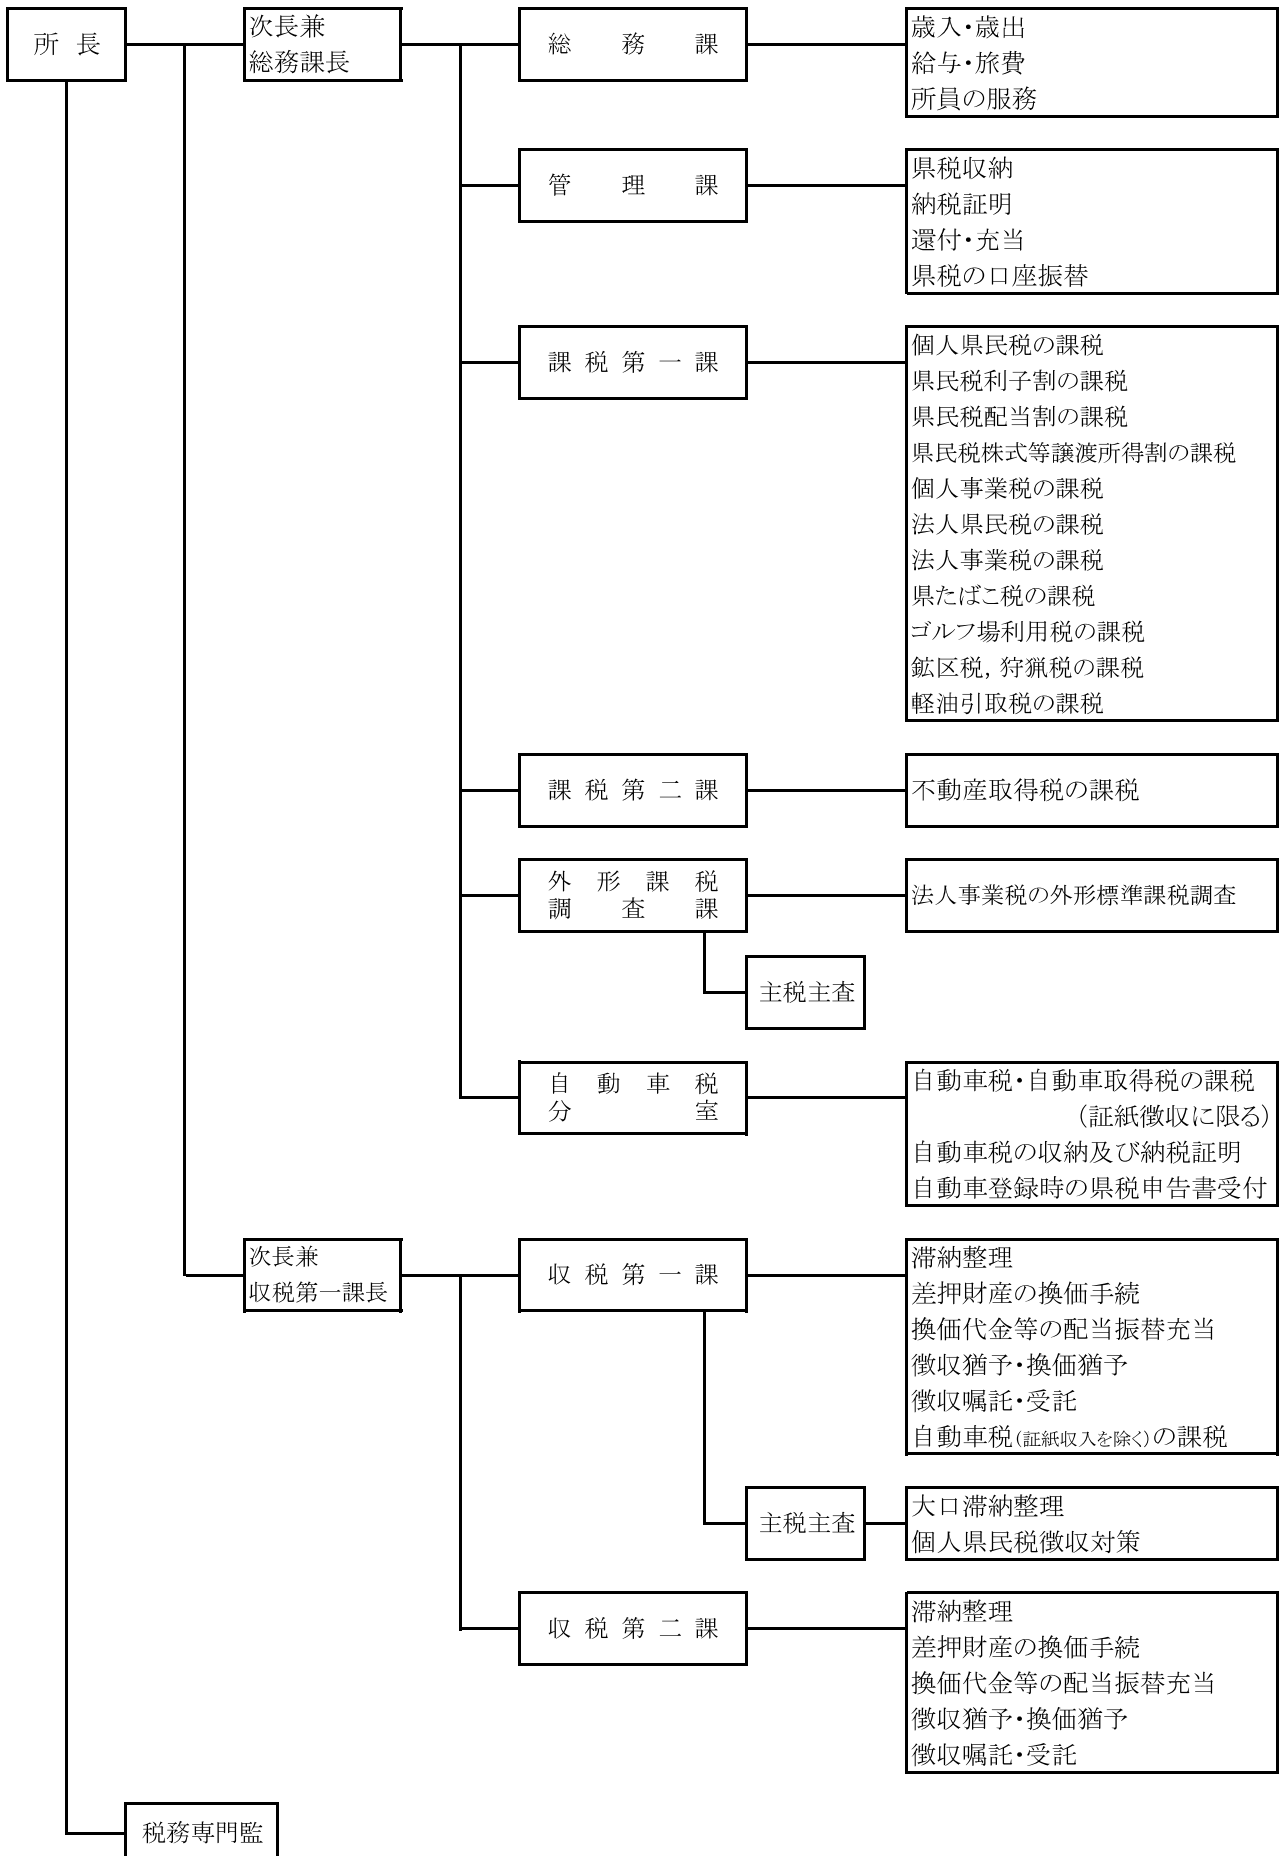 所長
次長兼
総務課長
総務課
歳入・歳出
給与・旅費
所員の服務
管理課
県税収納
納税証明
還付・充当
県税の口座振替
課税第一課
個人県民税の課税
県民税利子割の課税
県民税配当割の課税
県民税株式等譲渡所得割の課税
個人事業税の課税
法人県民税の課税
法人事業税の課税
県たばこ税の課税
ゴルフ場利用税の課税
鉱区税，狩猟税の課税
軽油引取税の課税
課税第二課
不動産取得税の課税
外形課税
調査課
法人事業税の外形標準課税調査
主税主査
自動車税
分室
自動車税・自動車取得税の課税
（証紙徴収に限る）
自動車税の収納及び納税証明
自動車登録時の県税申告書受付
次長兼
収税第一課長
収税第一課
滞納整理
差押財産の換価手続
換価代金等の配当振替充当
徴収猶予・換価猶予
徴収嘱託・受託
自動車税（証紙収入を除く）の課税
主税主査
大口滞納整理
個人県民税徴収対策
収税第二課
滞納整理
差押財産の換価手続
換価代金等の配当振替充当
徴収猶予・換価猶予
徴収嘱託・受託
税務専門監